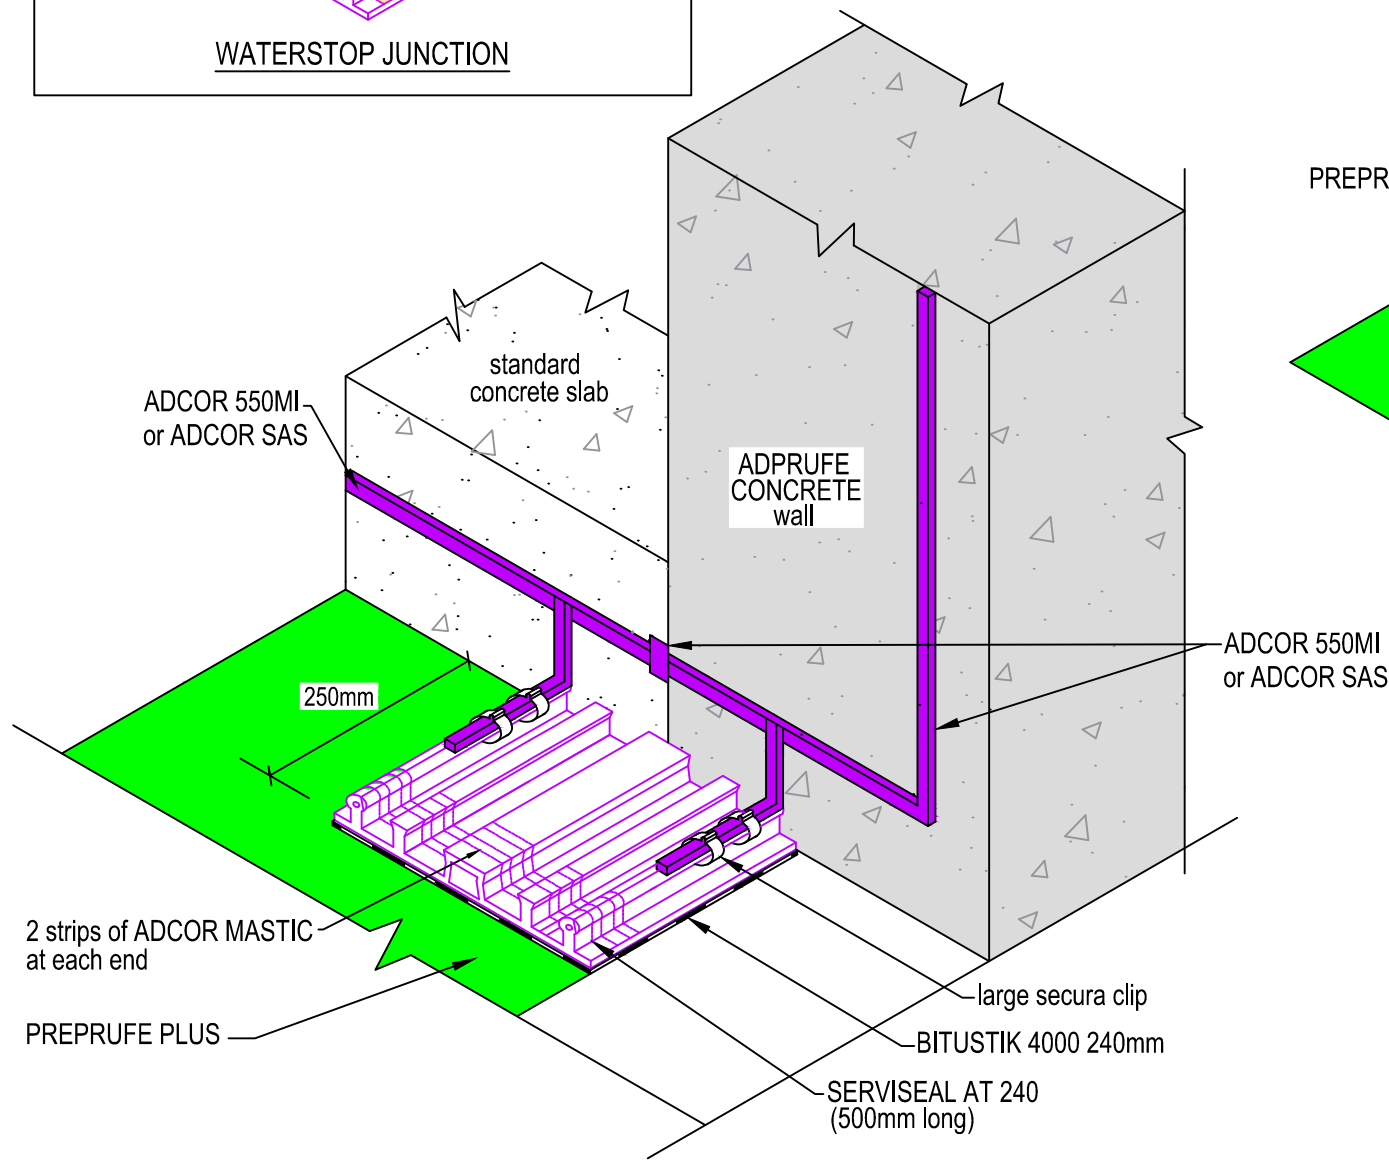 WATERSTOP JUNCTION
PREPR
standard
concrete slab
ADCOR 550MI
or ADCOR SAS
ADPRUFE
CONCRETE
wall
ADCOR 550MI
or ADCOR SAS
250mm
2 strips of ADCOR MASTIC
at each end
large secura clip
PREPRUFE PLUS
BITUSTIK 4000 240mm
SERVISEAL AT 240
(500mm long)